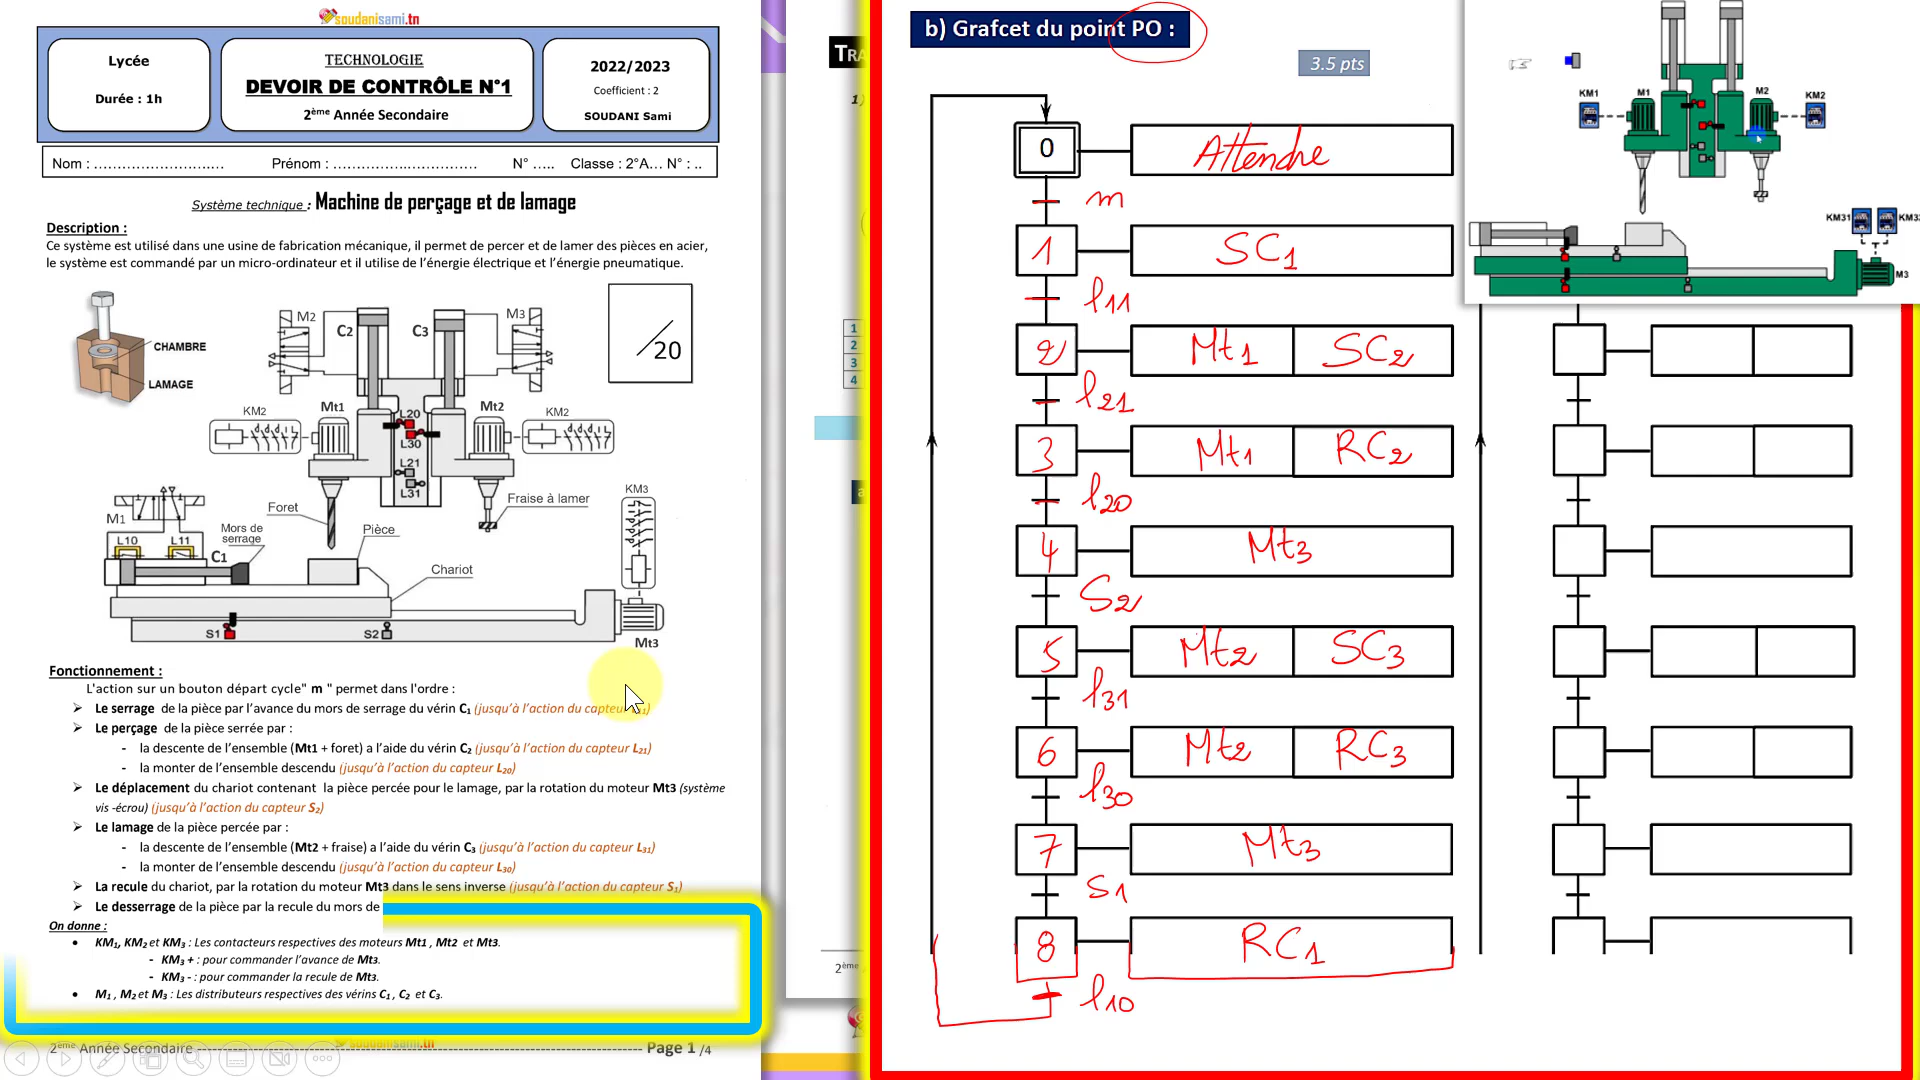 soudanisami.tn
Lycée
Durée : 1h
TECHNOLOGIE
DEVOIR DE CONTRÔLE N°1
2ème Année Secondaire
2022/2023
Coefficient : 2
SOUDANI Sami
Nom : ……………………..…. Prénom : ………………..………… N° ….. Classe : 2°A… N° : ..
Système technique : Machine de perçage et de lamage
Description :
Ce système est utilisé dans une usine de fabrication mécanique, il permet de percer et de lamer des pièces en acier,
le système est commandé par un micro-ordinateur et il utilise de l’énergie électrique et l’énergie pneumatique.
CHAMBRE
LAMAGE
M2
C2
C3
M3
20
KM2
Mt1
L20
L30
Mt2
KM2
L21
L31
Foret
Fraise à lamer
KM3
M1
L10
L11
C1
Mors de
serrage
Pièce
Chariot
S1
S2
Mt3
Fonctionnement :
L'action sur un bouton départ cycle" m " permet dans l'ordre :
Le serrage de la pièce par l’avance du mors de serrage du vérin C1 (jusqu’à l’action du capteur
Le perçage de la pièce serrée par :
- la descente de l’ensemble (Mt1 + foret) a l’aide du vérin C2 (jusqu’à l’action du capteur L21)
- la monter de l’ensemble descendu (jusqu’à l’action du capteur L20)
Le déplacement du chariot contenant la pièce percée pour le lamage, par la rotation du moteur Mt3 (système
vis -écrou) (jusqu’à l’action du capteur S2)
Le lamage de la pièce percée par :
- la descente de l’ensemble (Mt2 + fraise) a l’aide du vérin C3 (jusqu’à l’action du capteur L31)
- la monter de l’ensemble descendu (jusqu’à l’action du capteur L30)
La recule du chariot, par la rotation du moteur Mt3 dans le sens inverse (jusqu’à l’action du capteur S1)
Le desserrage de la pièce par la recule du mors de
On donne :
• KM1, KM2 et KM3 : Les contacteurs respectives des moteurs Mt1 , Mt2 et Mt3.
- KM3 + : pour commander l’avance de Mt3.
- KM3 - : pour commander la recule de Mt3.
• M1 , M2 et M3 : Les distributeurs respectives des vérins C1 , C2 et C3.
2ème Année Secondaire
soudanisami.tn
Page 1 /4
TRA
1)
1
2
3
4
a
2ème
b) Grafcet du point PO :
3.5 pts
0 Attendre
m
1 SC1
l11
2 Mt1 SC2
l21
3 Mt1 RC2
l20
4 Mt3
S2
5 Mt2 SC3
l31
6 Mt2 RC3
l30
7 Mt3
S1
8 RC1
l10
KM1
M1
M2
KM2
KM31
KM3
M3